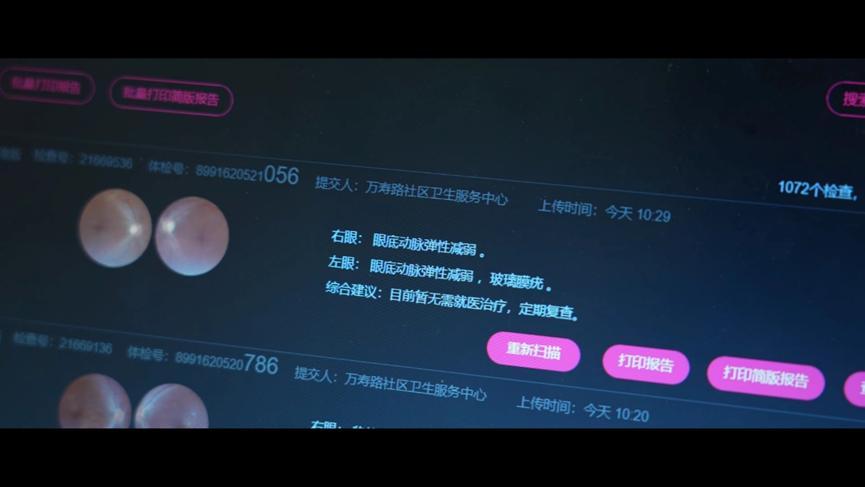 批量打印报告
批量打印简版报告
搜索
检查号：21669536 体检号：8991620521056 提交人：万寿路社区卫生服务中心 上传时间：今天 10:29
1072个检查，
右眼：眼底动脉弹性减弱。
左眼：眼底动脉弹性减弱，玻璃膜疣。
综合建议：目前暂无需就医治疗，定期复查。
重新扫描 打印报告 打印简版报告
检查号：21669136 体检号：8991620520786 提交人：万寿路社区卫生服务中心 上传时间：今天 10:20
右眼：